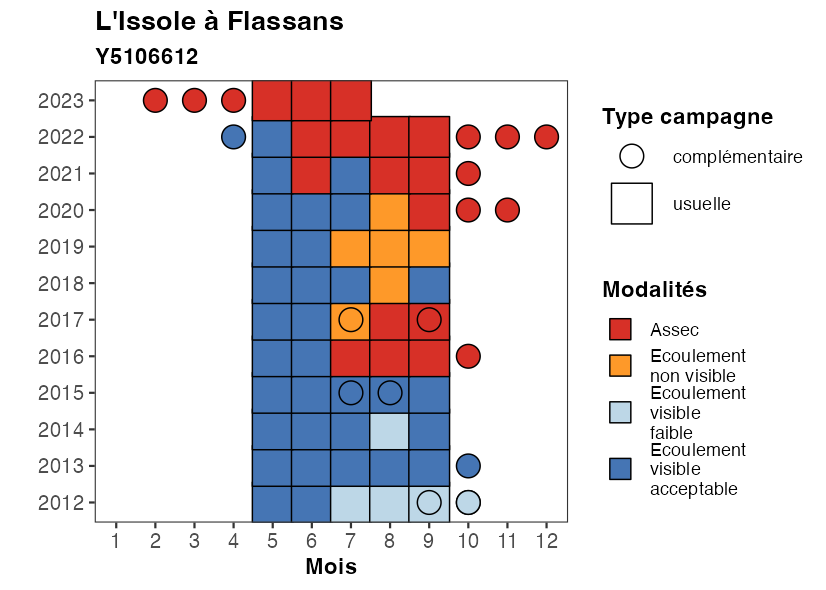 L'Issole à Flassans
Y5106612
2023
2022
2021
2020
2019
2018
2017
2016
2015
2014
2013
2012
1 2 3 4 5 6 7 8 9 10 11 12
Mois
Type campagne
complémentaire
usuelle
Modalités
Assec
Ecoulement
non visible
Ecoulement
visible
faible
Ecoulement
visible
acceptable